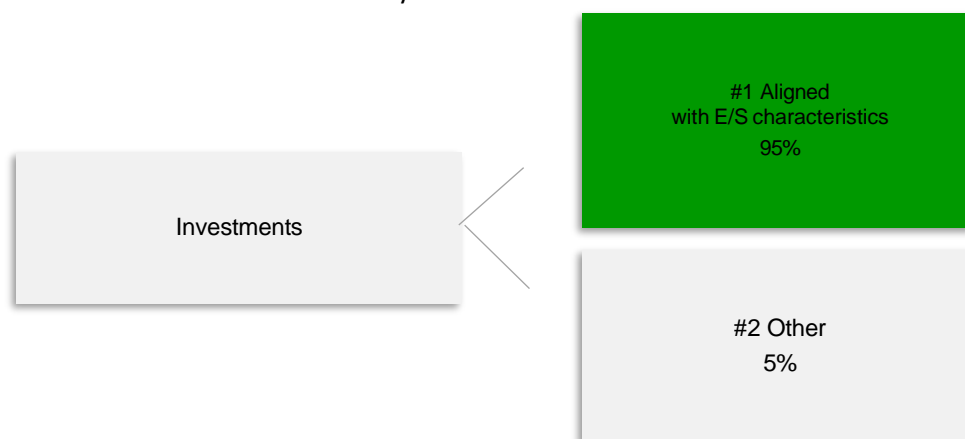 Investments
#1 Aligned
with E/S characteristics
95%
#2 Other
5%